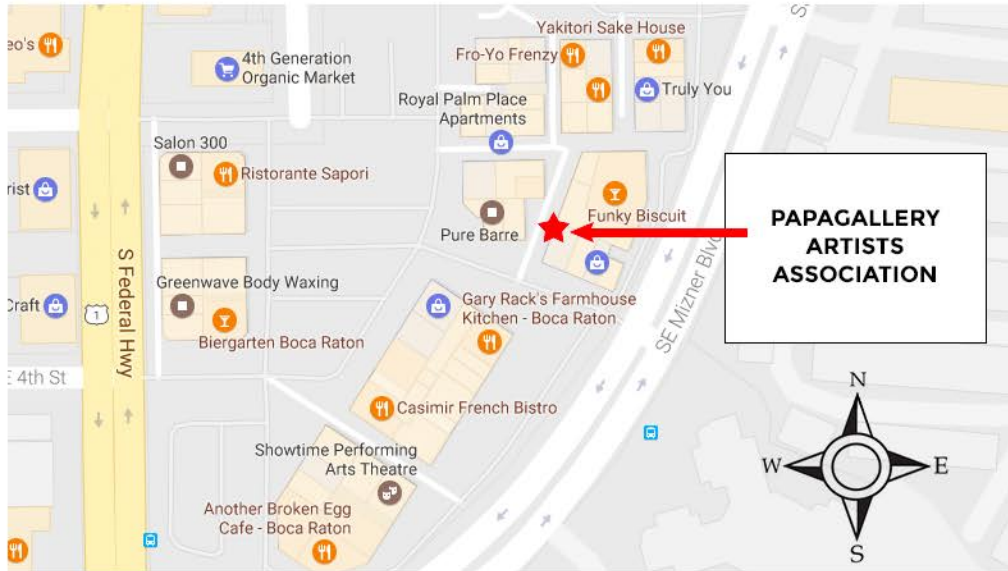 eo's
4th Generation
Organic Market
Yakitori Sake House
Fro-Yo Frenzy
Truly You
Royal Palm Place
Apartments
Salon 300
Ristorante Sapori
rist
Funky Biscuit
Pure Barre
PAPAGALLERY
ARTISTS
ASSOCIATION
S Federal Hwy
1
SE Mizner Blvd
S
Greenwave Body Waxing
Craft
Biergarten Boca Raton
Gary Rack's Farmhouse
Kitchen - Boca Raton
E 4th St
Casimir French Bistro
Showtime Performing
Arts Theatre
Another Broken Egg
Cafe - Boca Raton
N
W
E
S